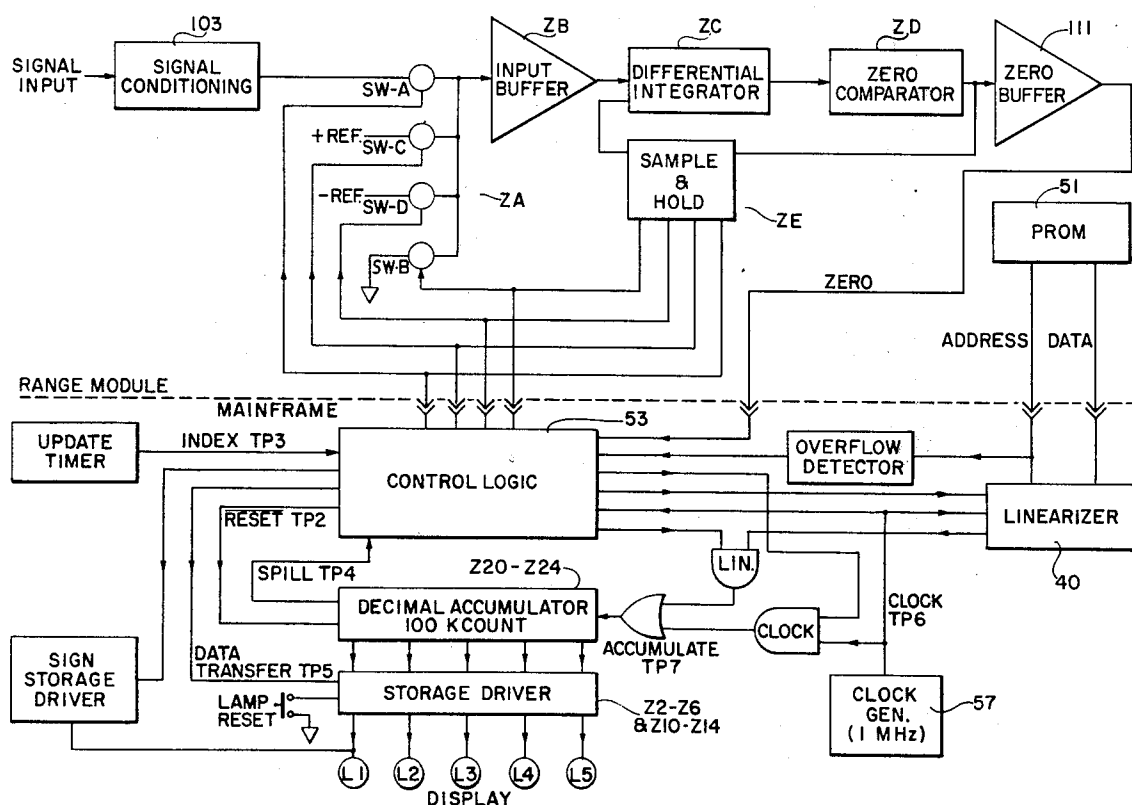 103
ZB
ZC
ZD
111
SIGNAL
INPUT
SIGNAL
CONDITIONING
SW-A
INPUT
BUFFER
DIFFERENTIAL
INTEGRATOR
ZERO
COMPARATOR
ZERO
BUFFER
+REF.
SW-C
-REF.
SW-D
SW-B
ZA
SAMPLE
&
HOLD
ZE
51
PROM
ZERO
ADDRESS
DATA
RANGE MODULE
MAINFRAME
53
UPDATE
TIMER
INDEX TP3
CONTROL LOGIC
OVERFLOW
DETECTOR
LINEARIZER
40
RESET TP2
SPILL TP4
LIN.
Z20-Z24
DECIMAL ACCUMULATOR
100 KCOUNT
ACCUMULATE
TP7
CLOCK
CLOCK
TP6
SIGN
STORAGE
DRIVER
DATA
TRANSFER TP5
LAMP
RESET
STORAGE DRIVER
Z2-Z6
&Z10-Z14
CLOCK
GEN.
(1 MHz)
57
L1
L2
L3
L4
L5
DISPLAY